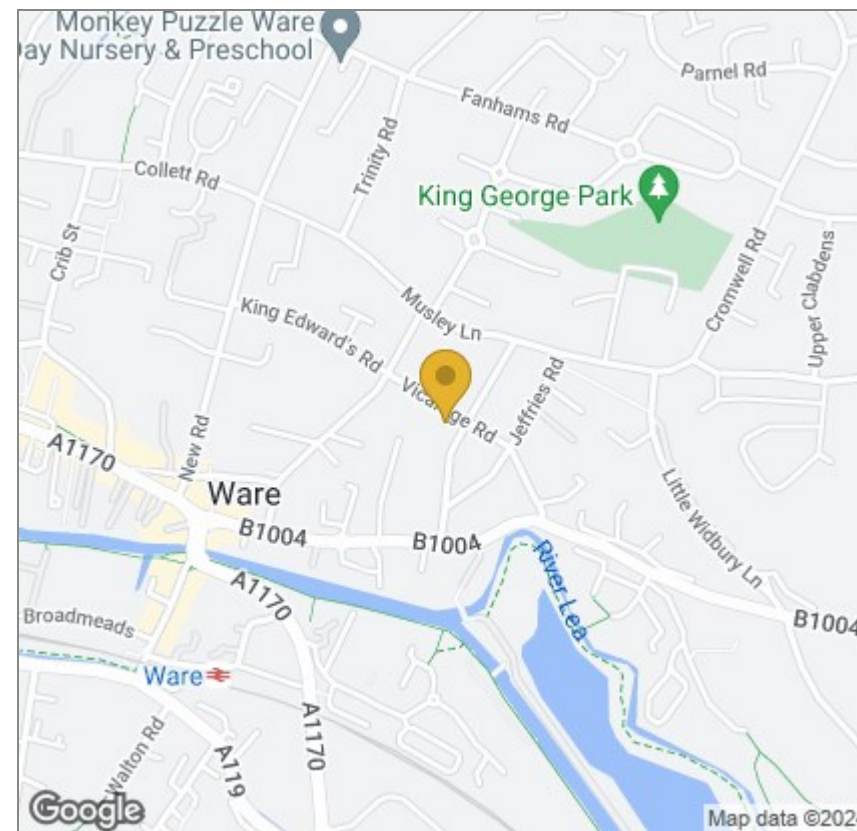 Monkey Puzzle Ware
Day Nursery & Preschool
Parnel Rd
Fanhams Rd
Trinity Rd
Collett Rd
King George Park
Crib St
Cromwell Rd
Upper Clabdens
Musley Ln
King Edward's Rd
Vicarage Rd
Jeffries Rd
A1170
New Rd
Ware
Little Widbury Ln
B1004
B1004
River Lea
A1170
B1004
Broadmeads
Ware
Walton Rd
A119
A1170
Google
Map data ©2024